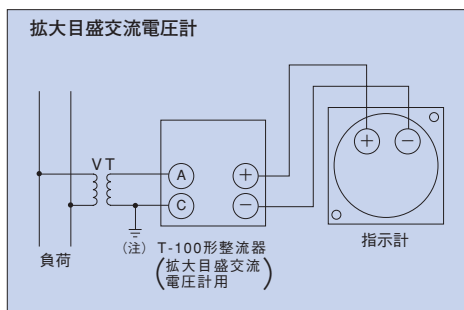 拡大目盛交流電圧計
VT
A
C
+
−
+
−
(注)
T-100形整流器
(拡大目盛交流
電圧計用)
負荷
指示計